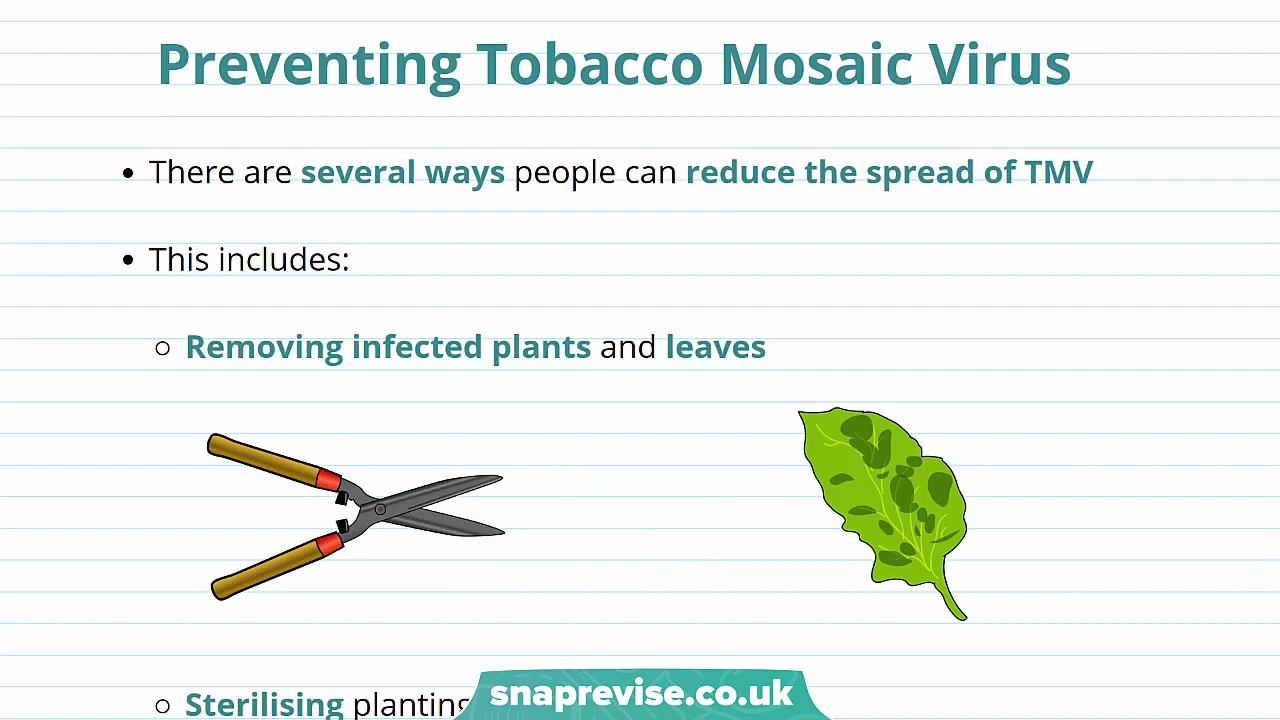 Preventing Tobacco Mosaic Virus
• There are several ways people can reduce the spread of TMV
• This includes:
○ Removing infected plants and leaves
○ Sterilising planting
snaprevise.co.uk